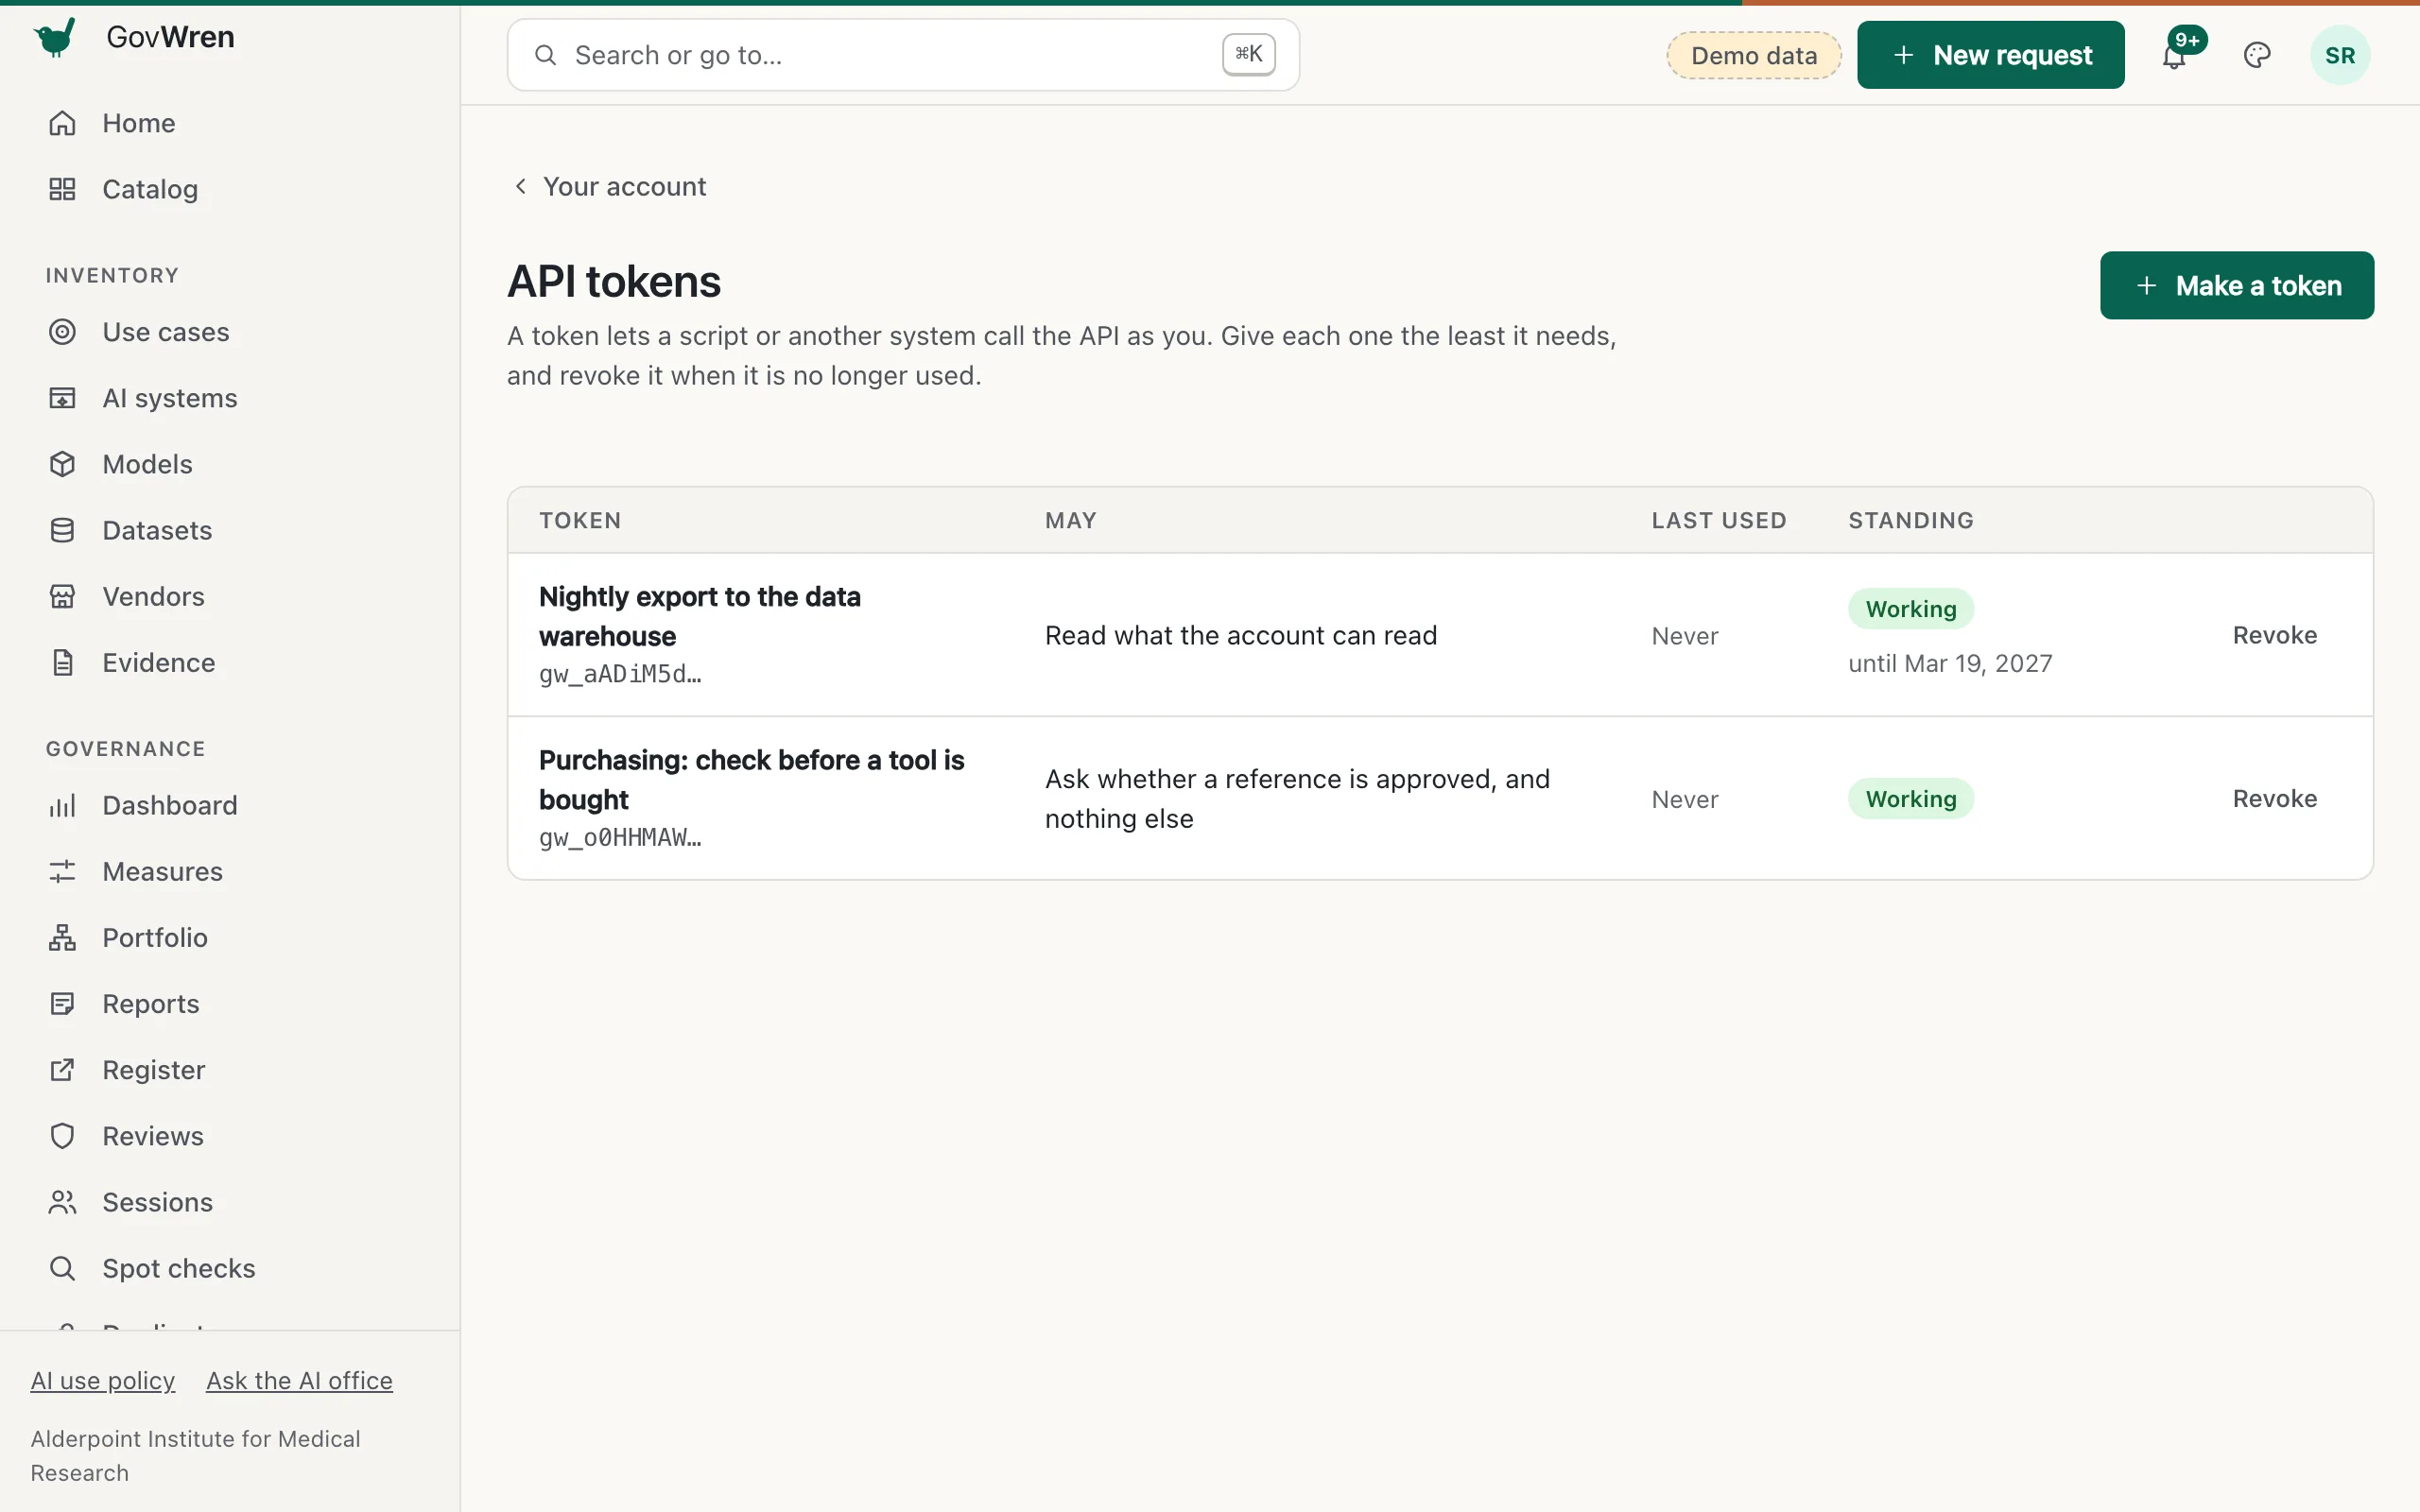 GovWren
Search or go to...
⌘K
Demo data
New request
9+
SR
Home
Catalog
INVENTORY
Use cases
AI systems
Models
Datasets
Vendors
Evidence
GOVERNANCE
Dashboard
Measures
Portfolio
Reports
Register
Reviews
Sessions
Spot checks
AI use policy
Ask the AI office
Alderpoint Institute for Medical
Research
Your account
API tokens
Make a token
A token lets a script or another system call the API as you. Give each one the least it needs,
and revoke it when it is no longer used.
TOKEN
MAY
LAST USED
STANDING
Nightly export to the data
warehouse
gw_aADiM5d…
Read what the account can read
Never
Working
until Mar 19, 2027
Revoke
Purchasing: check before a tool is
bought
gw_o0HHMAW…
Ask whether a reference is approved, and
nothing else
Never
Working
Revoke